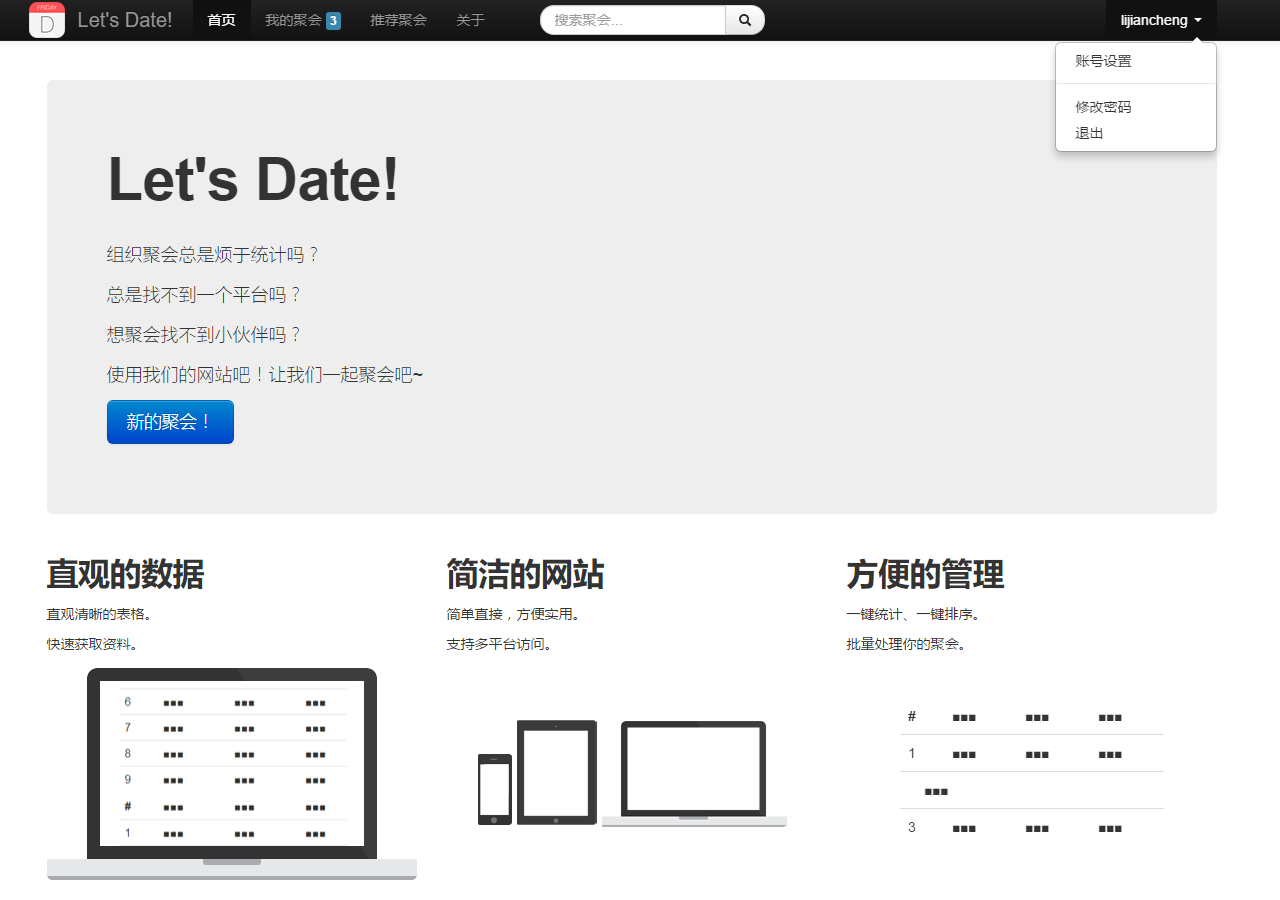 FRIDAY
D
Let's Date!
首页
我的聚会 3
推荐聚会
关于
搜索聚会...
lijiancheng
账号设置
修改密码
退出
Let's Date!
组织聚会总是烦于统计吗？
总是找不到一个平台吗？
想聚会找不到小伙伴吗？
使用我们的网站吧！让我们一起聚会吧~
新的聚会！
直观的数据
直观清晰的表格。
快速获取资料。
6 ■■■ ■■■ ■■■
7 ■■■ ■■■ ■■■
8 ■■■ ■■■ ■■■
9 ■■■ ■■■ ■■■
# ■■■ ■■■ ■■■
1 ■■■ ■■■ ■■■
简洁的网站
简单直接，方便实用。
支持多平台访问。
方便的管理
一键统计、一键排序。
批量处理你的聚会。
# ■■■ ■■■ ■■■
1 ■■■ ■■■ ■■■
■■■
3 ■■■ ■■■ ■■■